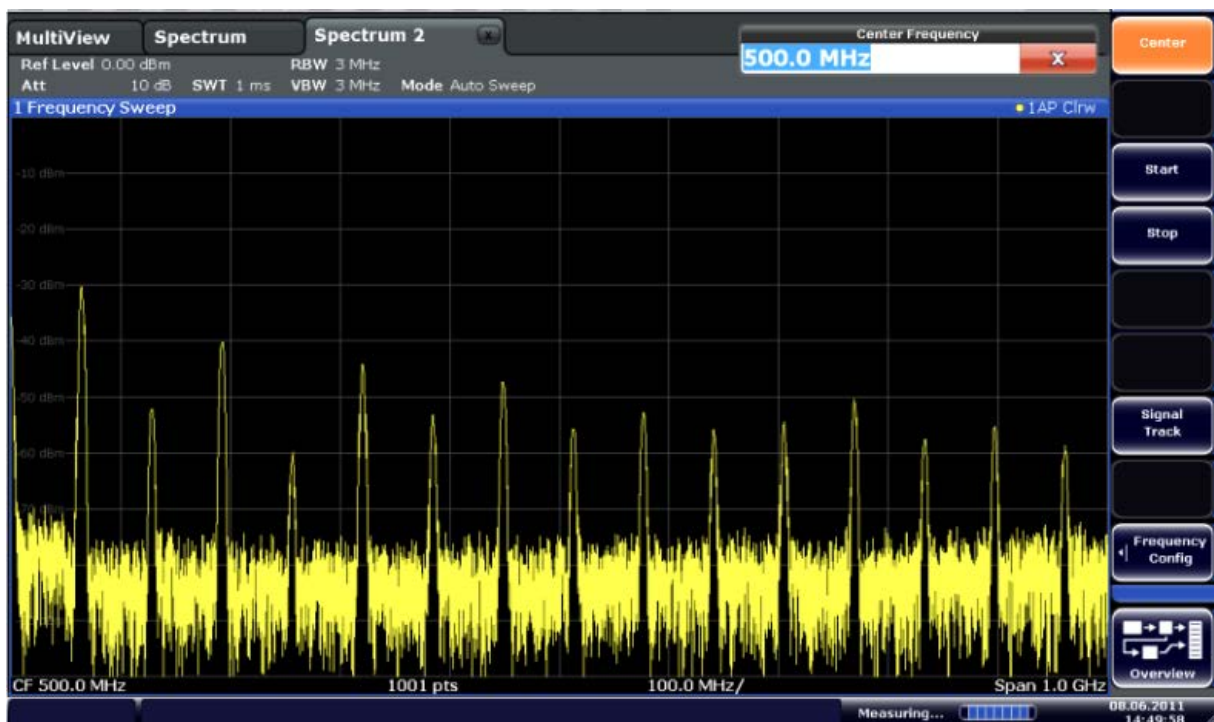 MultiView Spectrum Spectrum 2 x
Center Frequency
500.0 MHz X
Ref Level 0.00 dBm RBW 3 MHz
Att 10 dB SWT 1 ms VBW 3 MHz Mode Auto Sweep
1 Frequency Sweep 1AP Clrw
-10 dBm
-20 dBm
-30 dBm
-40 dBm
-50 dBm
-60 dBm
CF 500.0 MHz 1001 pts 100.0 MHz/ Span 1.0 GHz
Measuring...
08.06.2011
14:49:58
Center
Start
Stop
Signal
Track
Frequency
Config
Overview